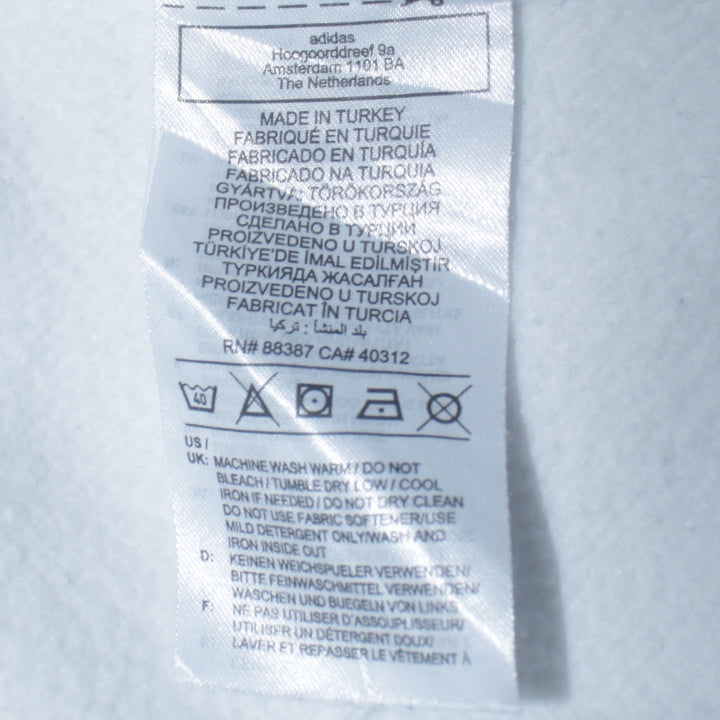 adidas
Hoogoorddreef 9a
Amsterdam 1101 BA
The Netherlands
MADE IN TURKEY
FABRIQUÉ EN TURQUIE
FABRICADO EN TURQUÍA
FABRICADO NA TURQUIA
GYÁRTVA: TÖRÖKORSZÁG
ПРОИЗВЕДЕНО В ТУРЦИЯ
СДЕЛАНО В ТУРЦИИ
PROIZVEDENO U TURSKOJ
TÜRKİYE'DE IMAL EDİLMİŞTİR
ТУРКИЯДА ЖАСАЛҒАН
PROIZVEDENO U TURSKOJ
FABRICAT ÎN TURCIA
بلد المنشأ : تركيا
RN# 88387 CA# 40312
40
US /
UK: MACHINE WASH WARM / DO NOT
BLEACH / TUMBLE DRY LOW / COOL
IRON IF NEEDED / DO NOT DRY CLEAN
DO NOT USE FABRIC SOFTENER/USE
MILD DETERGENT ONLY/WASH AND
IRON INSIDE OUT
D: KEINEN WEICHSPUELER VERWENDEN/
BITTE FEINWASCHMITTEL VERWENDEN/
WASCHEN UND BUEGELN VON LINKS
F: NE PAS UTILISER D'ASSOUPLISSEUR/
UTILISER UN DÉTERGENT DOUX/
LAVER ET REPASSER LE VÊTEMENT À